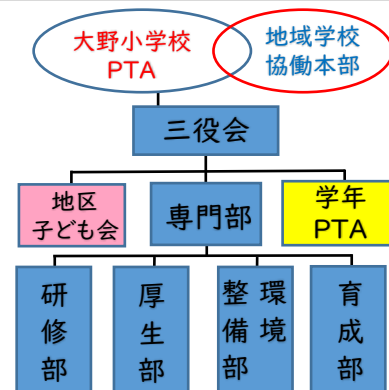 大野小学校
PTA
地域学校
協働本部
三役会
地区
子ども会
専門部
学年
PTA
研修部
厚生部
環境
整備部
育成部